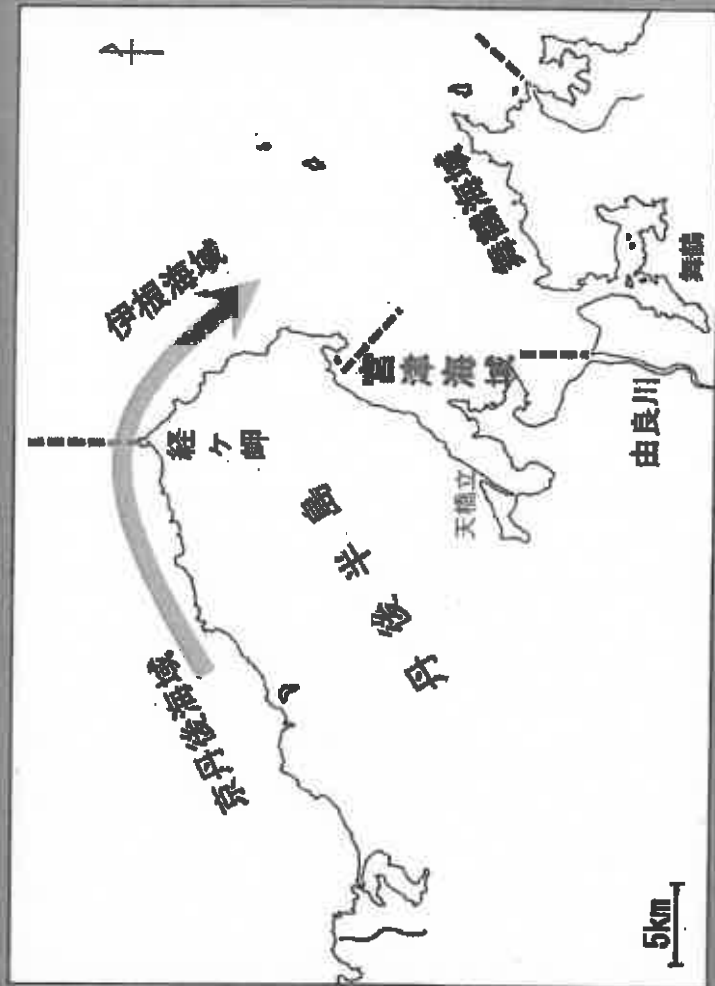 伊根海域
舞鶴海域
経ヶ岬
宮津海域
舞鶴
由良川
天橋立
丹後半島
京丹後海域
5km